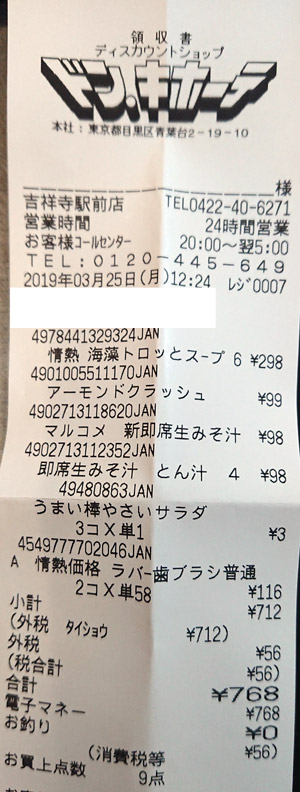 領収書
ディスカウントショップ
ドン.キホーテ
本社:東京都目黒区青葉台2-19-10
様
吉祥寺駅前店 TEL0422-40-6271
営業時間 24時間営業
お客様コールセンター 20:00～翌5:00
TEL:0120-445-649
2019年03月25日(月)12:24 レジ0007
4978441329324JAN
情熱 海藻トロッとスープ 6 ¥298
4901005511170JAN
アーモンドクラッシュ ¥99
4902713118620JAN
マルコメ 新即席生みそ汁 ¥98
4902713112352JAN
即席生みそ汁 とん汁 4 ¥98
49480863JAN
うまい棒やさいサラダ
3コX単1 ¥3
4549777702046JAN
A 情熱価格 ラバー歯ブラシ普通
2コX単58 ¥116
小計 ¥712
(外税 タイショウ ¥712)
外税 ¥56
(税合計 ¥56)
合計 ¥768
電子マネー ¥768
お釣り ¥0
(消費税等 ¥56)
お買上点数 9点